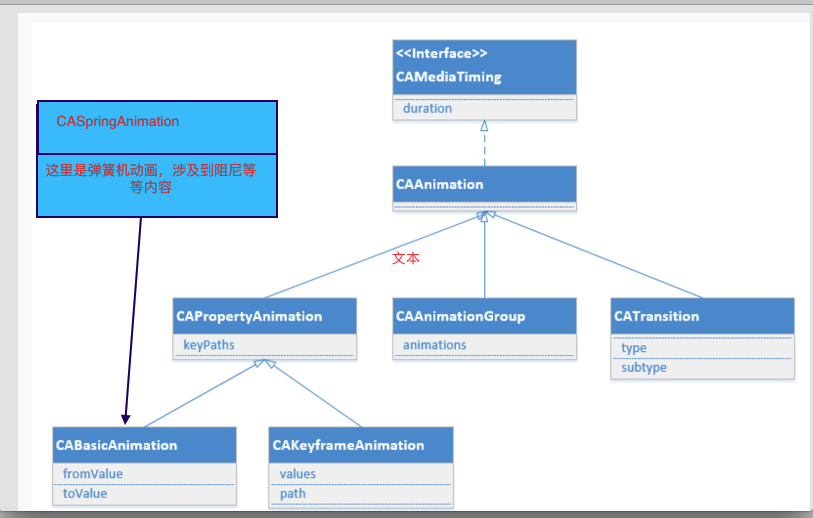 <<Interface>>
CAMediaTiming
duration
CASpringAnimation
这里是弹簧机动画，涉及到阻尼等
等内容
CAAnimation
文本
CAPropertyAnimation
keyPaths
CAAnimationGroup
animations
CATransition
type
subtype
CABasicAnimation
fromValue
toValue
CAKeyframeAnimation
values
path